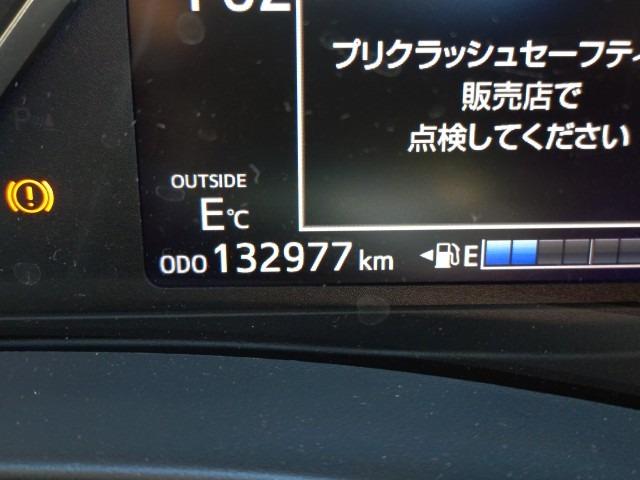 プリクラッシュセーフティ
販売店で
点検してください
OUTSIDE
E℃
ODO 132977 km
E